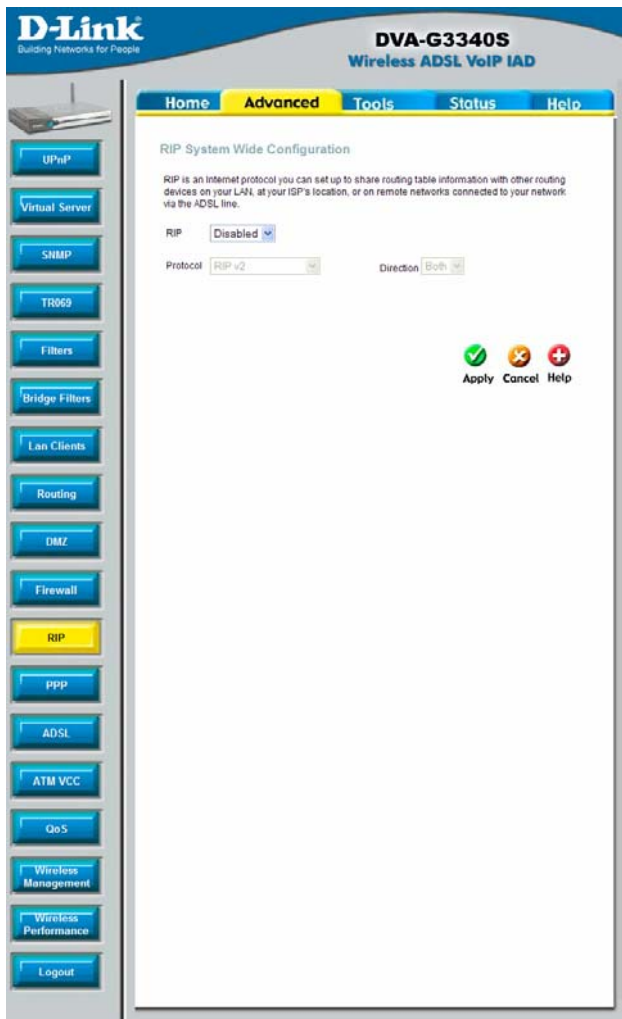 D-Link
Building Networks for People
DVA-G3340S
Wireless ADSL VoIP IAD
Home Advanced Tools Status Help
UPnP
Virtual Server
SNMP
TR069
Filters
Bridge Filters
Lan Clients
Routing
DMZ
Firewall
RIP
PPP
ADSL
ATM VCC
QoS
Wireless
Management
Wireless
Performance
Logout
RIP System Wide Configuration
RIP is an Internet protocol you can set up to share routing table information with other routing
devices on your LAN, at your ISP's location, or on remote networks connected to your network
via the ADSL line.
RIP Disabled
Protocol RIP v2 Direction Both
Apply Cancel Help